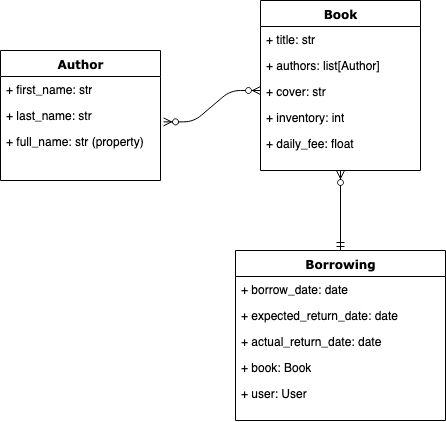 Author
+ first_name: str
+ last_name: str
+ full_name: str (property)
Book
+ title: str
+ authors: list[Author]
+ cover: str
+ inventory: int
+ daily_fee: float
Borrowing
+ borrow_date: date
+ expected_return_date: date
+ actual_return_date: date
+ book: Book
+ user: User